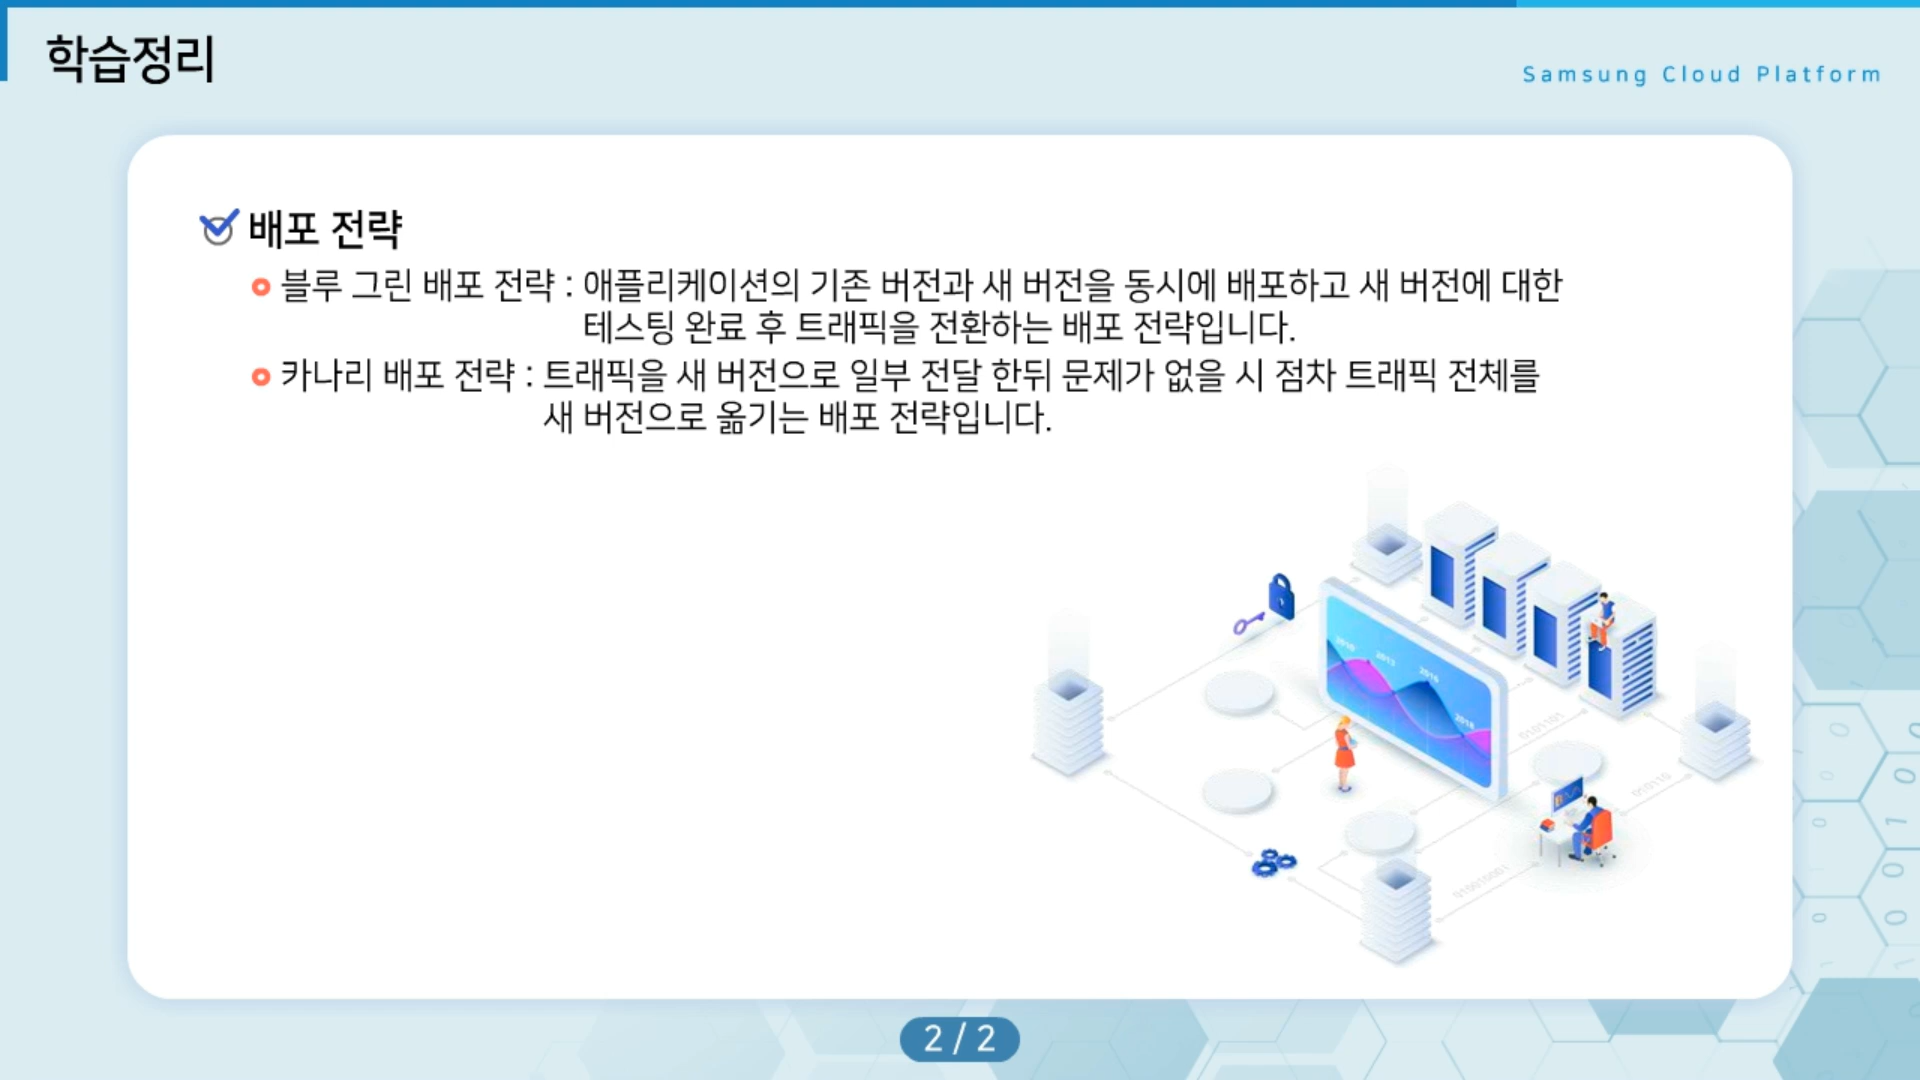 학습정리
Samsung Cloud Platform
배포 전략
블루 그린 배포 전략 : 애플리케이션의 기존 버전과 새 버전을 동시에 배포하고 새 버전에 대한
테스팅 완료 후 트래픽을 전환하는 배포 전략입니다.
카나리 배포 전략 : 트래픽을 새 버전으로 일부 전달 한뒤 문제가 없을 시 점차 트래픽 전체를
새 버전으로 옮기는 배포 전략입니다.
2010
2013
2016
2018
0101101
010110
2 / 2